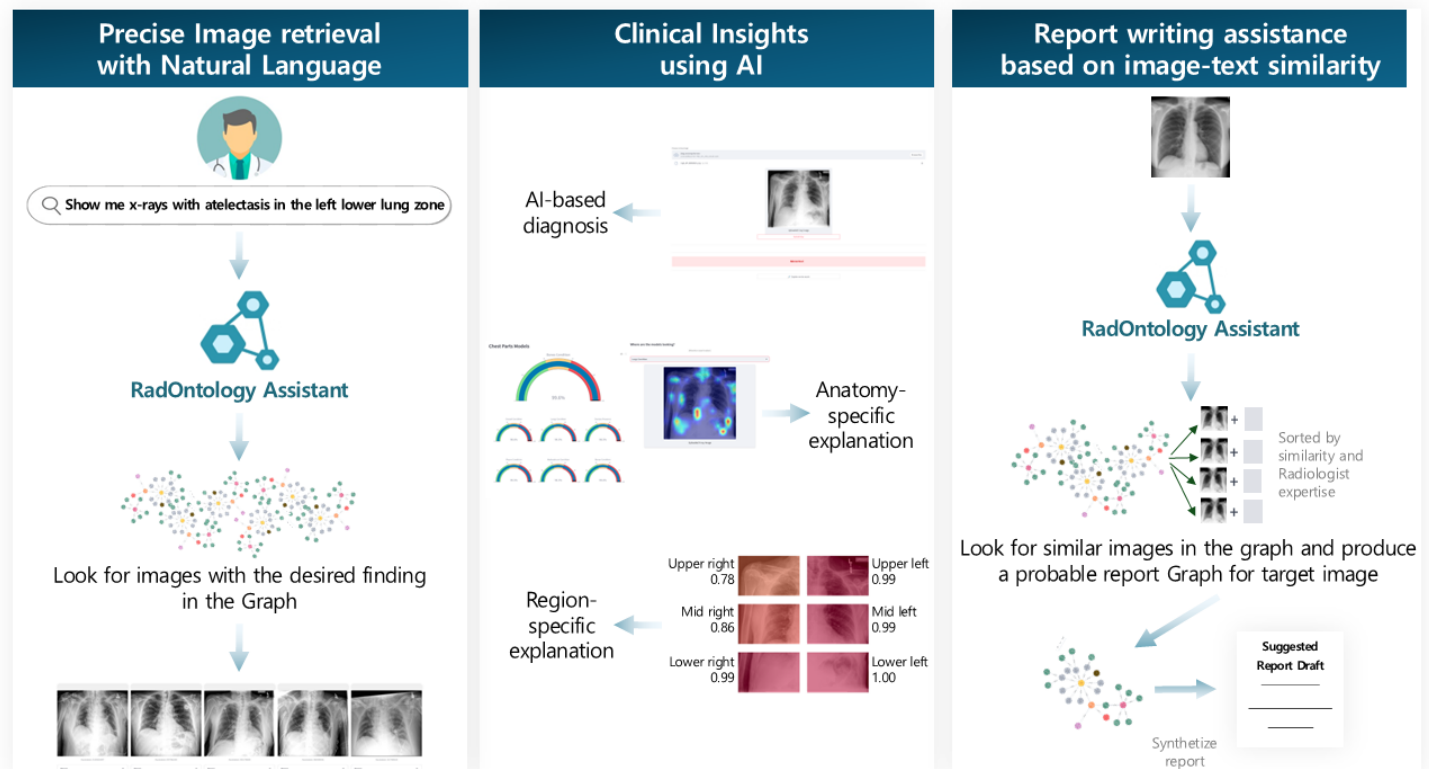 Precise Image retrieval
with Natural Language
Show me x-rays with atelectasis in the left lower lung zone
RadOntology Assistant
Look for images with the desired finding
in the Graph
Clinical Insights
using AI
AI-based
diagnosis
Chest Parts Models
Where are the models looking?
Anatomy-
specific
explanation
Region-
specific
explanation
Upper right
0.78
Upper left
0.99
Mid right
0.86
Mid left
0.99
Lower right
0.99
Lower left
1.00
Report writing assistance
based on image-text similarity
RadOntology Assistant
+
+
+
+
Sorted by
similarity and
Radiologist
expertise
Look for similar images in the graph and produce
a probable report Graph for target image
Suggested
Report Draft
Synthetize
report